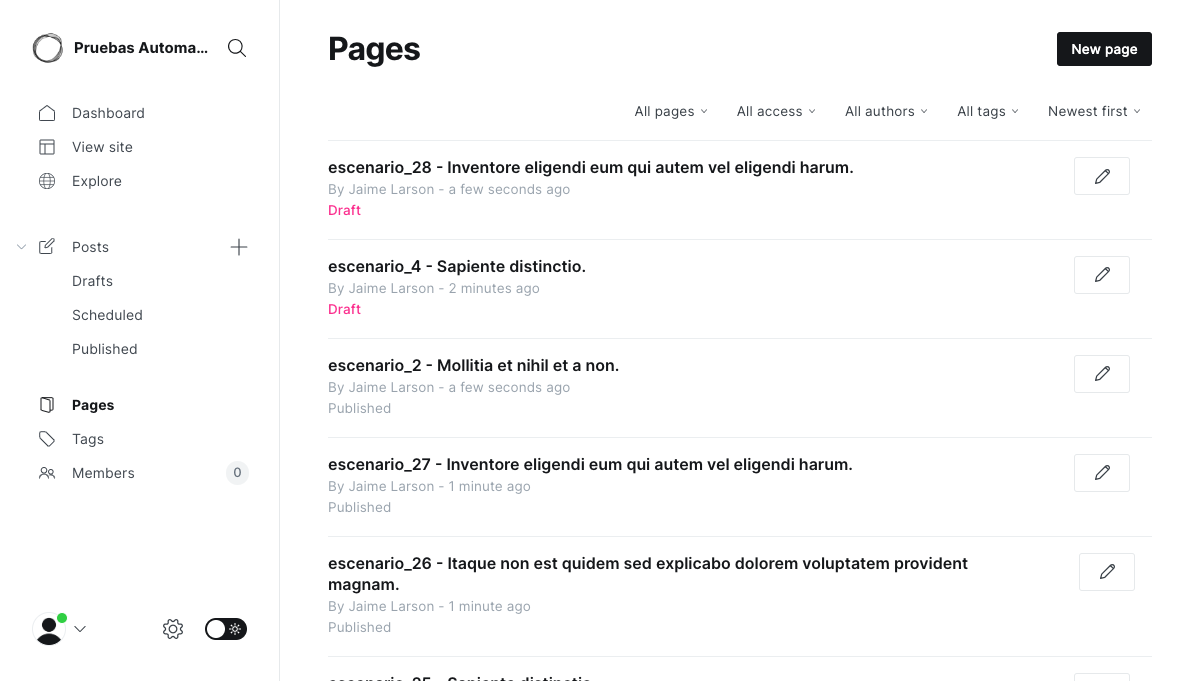 Pruebas Automa...
Dashboard
View site
Explore
Posts
Drafts
Scheduled
Published
Pages
Tags
Members
0
Pages
New page
All pages
All access
All authors
All tags
Newest first
escenario_28 - Inventore eligendi eum qui autem vel eligendi harum.
By Jaime Larson - a few seconds ago
Draft
escenario_4 - Sapiente distinctio.
By Jaime Larson - 2 minutes ago
Draft
escenario_2 - Mollitia et nihil et a non.
By Jaime Larson - a few seconds ago
Published
escenario_27 - Inventore eligendi eum qui autem vel eligendi harum.
By Jaime Larson - 1 minute ago
Published
escenario_26 - Itaque non est quidem sed explicabo dolorem voluptatem provident
magnam.
By Jaime Larson - 1 minute ago
Published